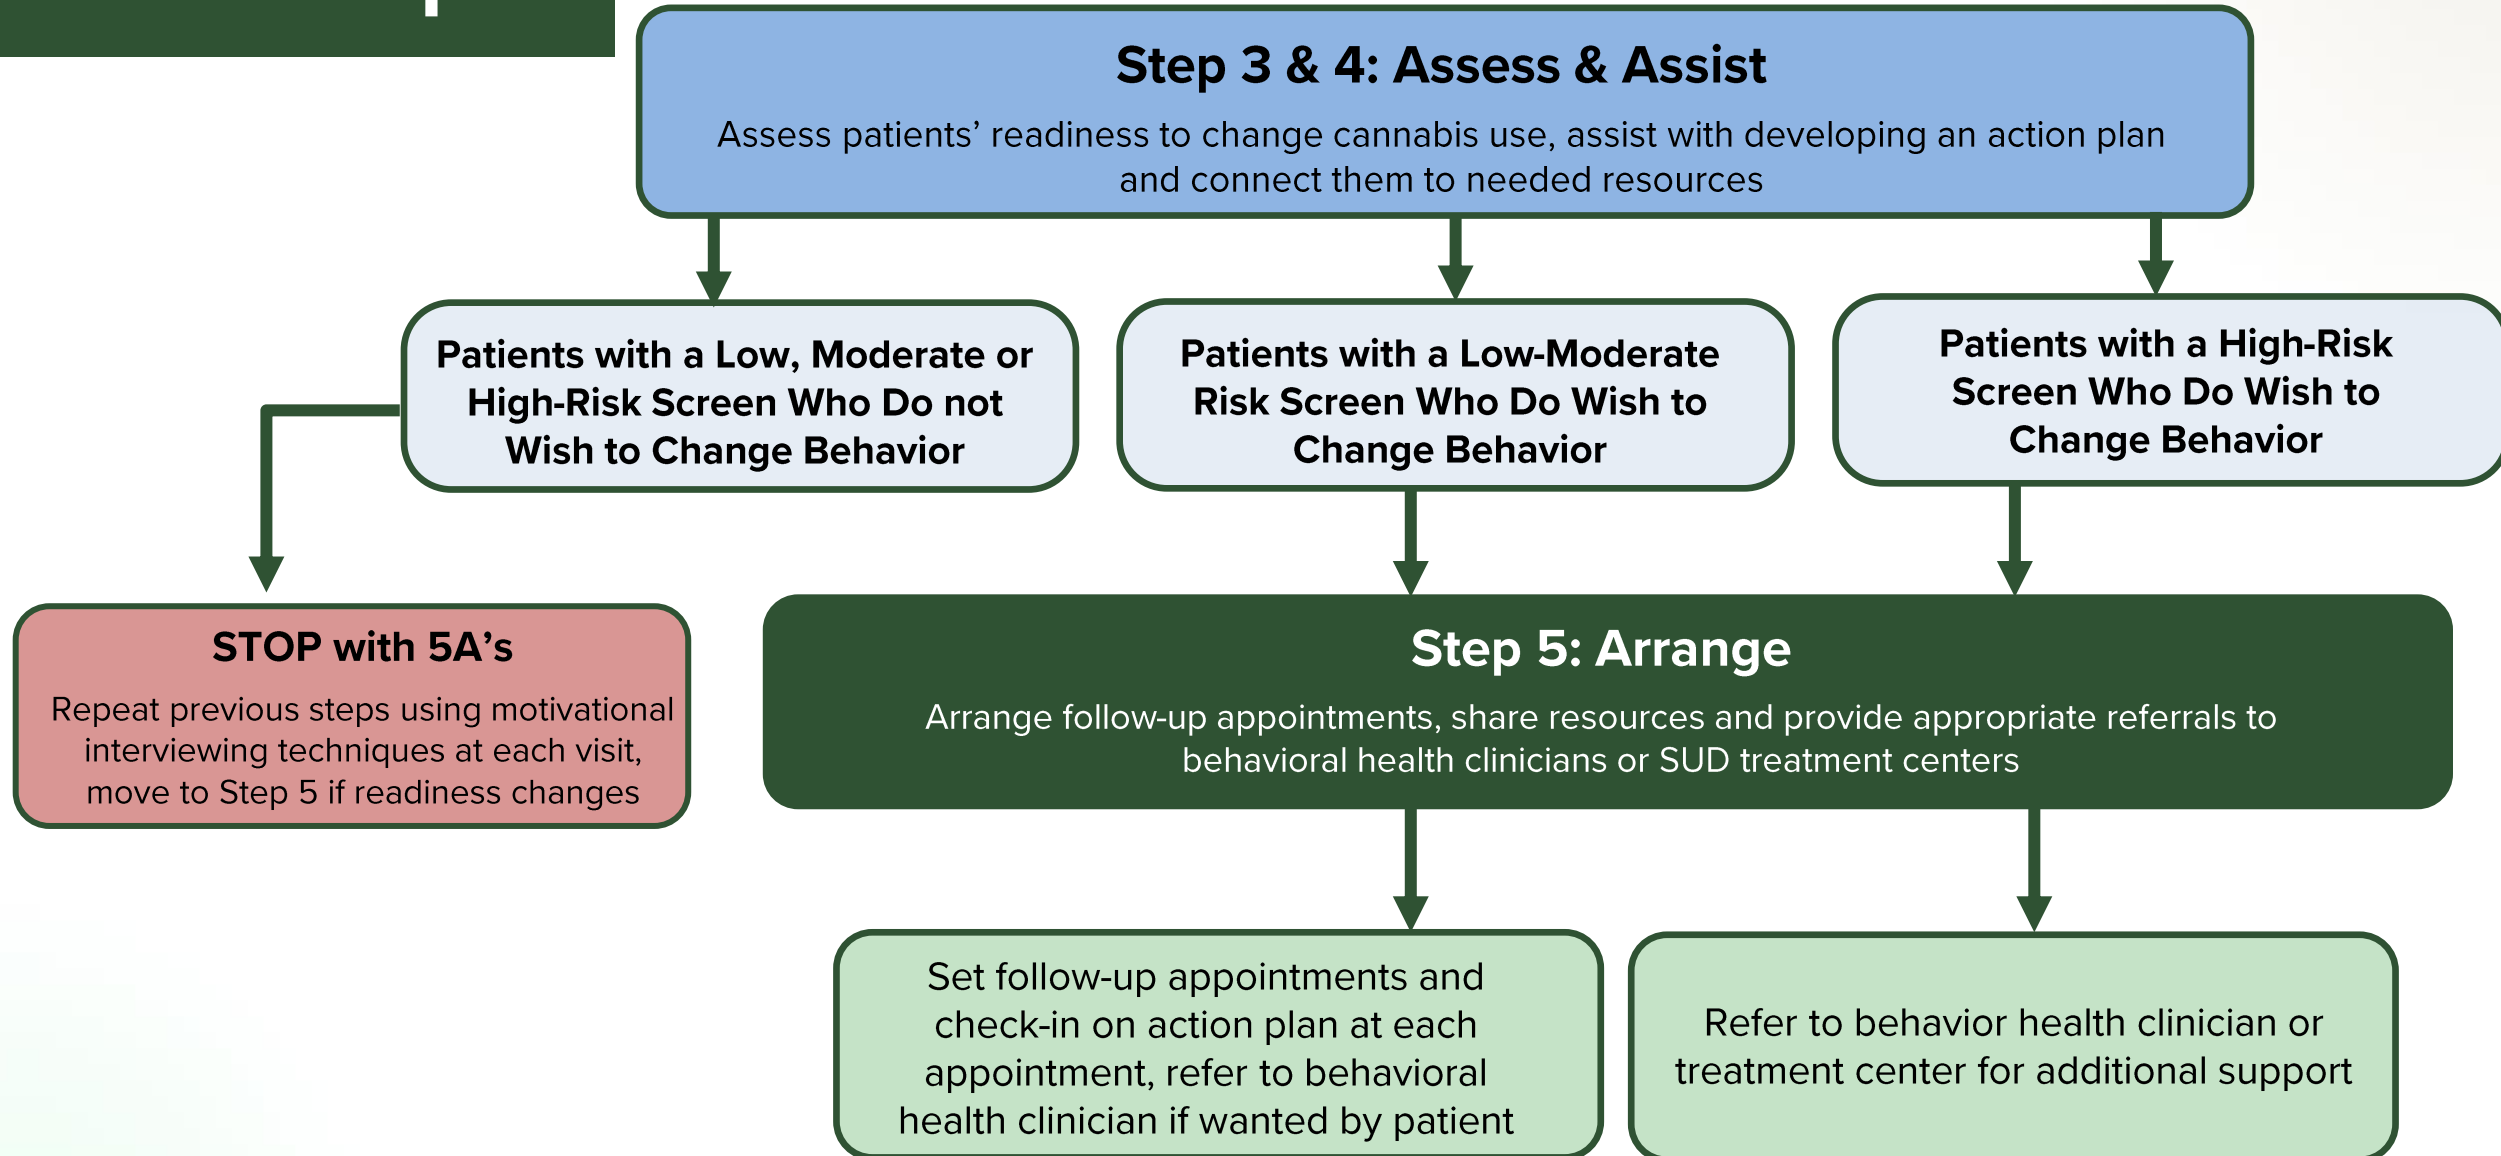 Step 3 & 4: Assess & Assist
Assess patients’ readiness to change cannabis use, assist with developing an action plan
and connect them to needed resources
Patients with a Low, Moderate or
High-Risk Screen Who Do not
Wish to Change Behavior
Patients with a Low-Moderate
Risk Screen Who Do Wish to
Change Behavior
Patients with a High-Risk
Screen Who Do Wish to
Change Behavior
STOP with 5A’s
Repeat previous steps using motivational
interviewing techniques at each visit,
move to Step 5 if readiness changes
Step 5: Arrange
Arrange follow-up appointments, share resources and provide appropriate referrals to
behavioral health clinicians or SUD treatment centers
Set follow-up appointments and
check-in on action plan at each
appointment, refer to behavioral
health clinician if wanted by patient
Refer to behavior health clinician or
treatment center for additional support